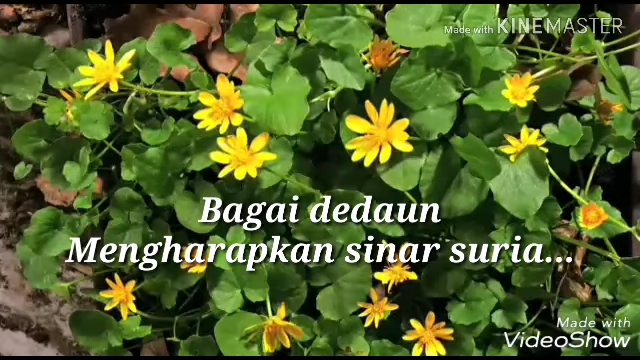 Made with KINEMASTER
Bagai dedaun
Mengharapkan sinar suria...
Made with
VideoShow